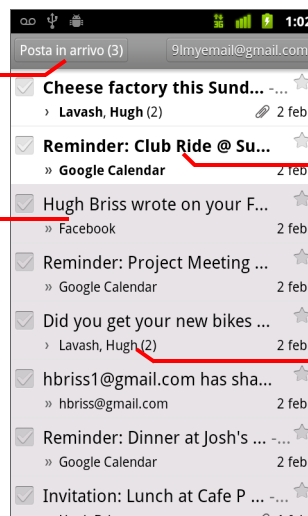 4G
1:02
Posta in arrivo (3) 9lmyemail@gmail.com
Cheese factory this Sund... -...
› Lavash, Hugh (2) 2 feb
Reminder: Club Ride @ Su...
» Google Calendar 2 feb
Hugh Briss wrote on your F...
» Facebook 2 feb
Reminder: Project Meeting ...
» Google Calendar 2 feb
Did you get your new bikes ...
› Lavash, Hugh (2) 2 feb
hbriss1@gmail.com has sha...
» hbriss@gmail.com 2 feb
Reminder: Dinner at Josh's ... -...
» Google Calendar 2 feb
Invitation: Lunch at Cafe P ... -...